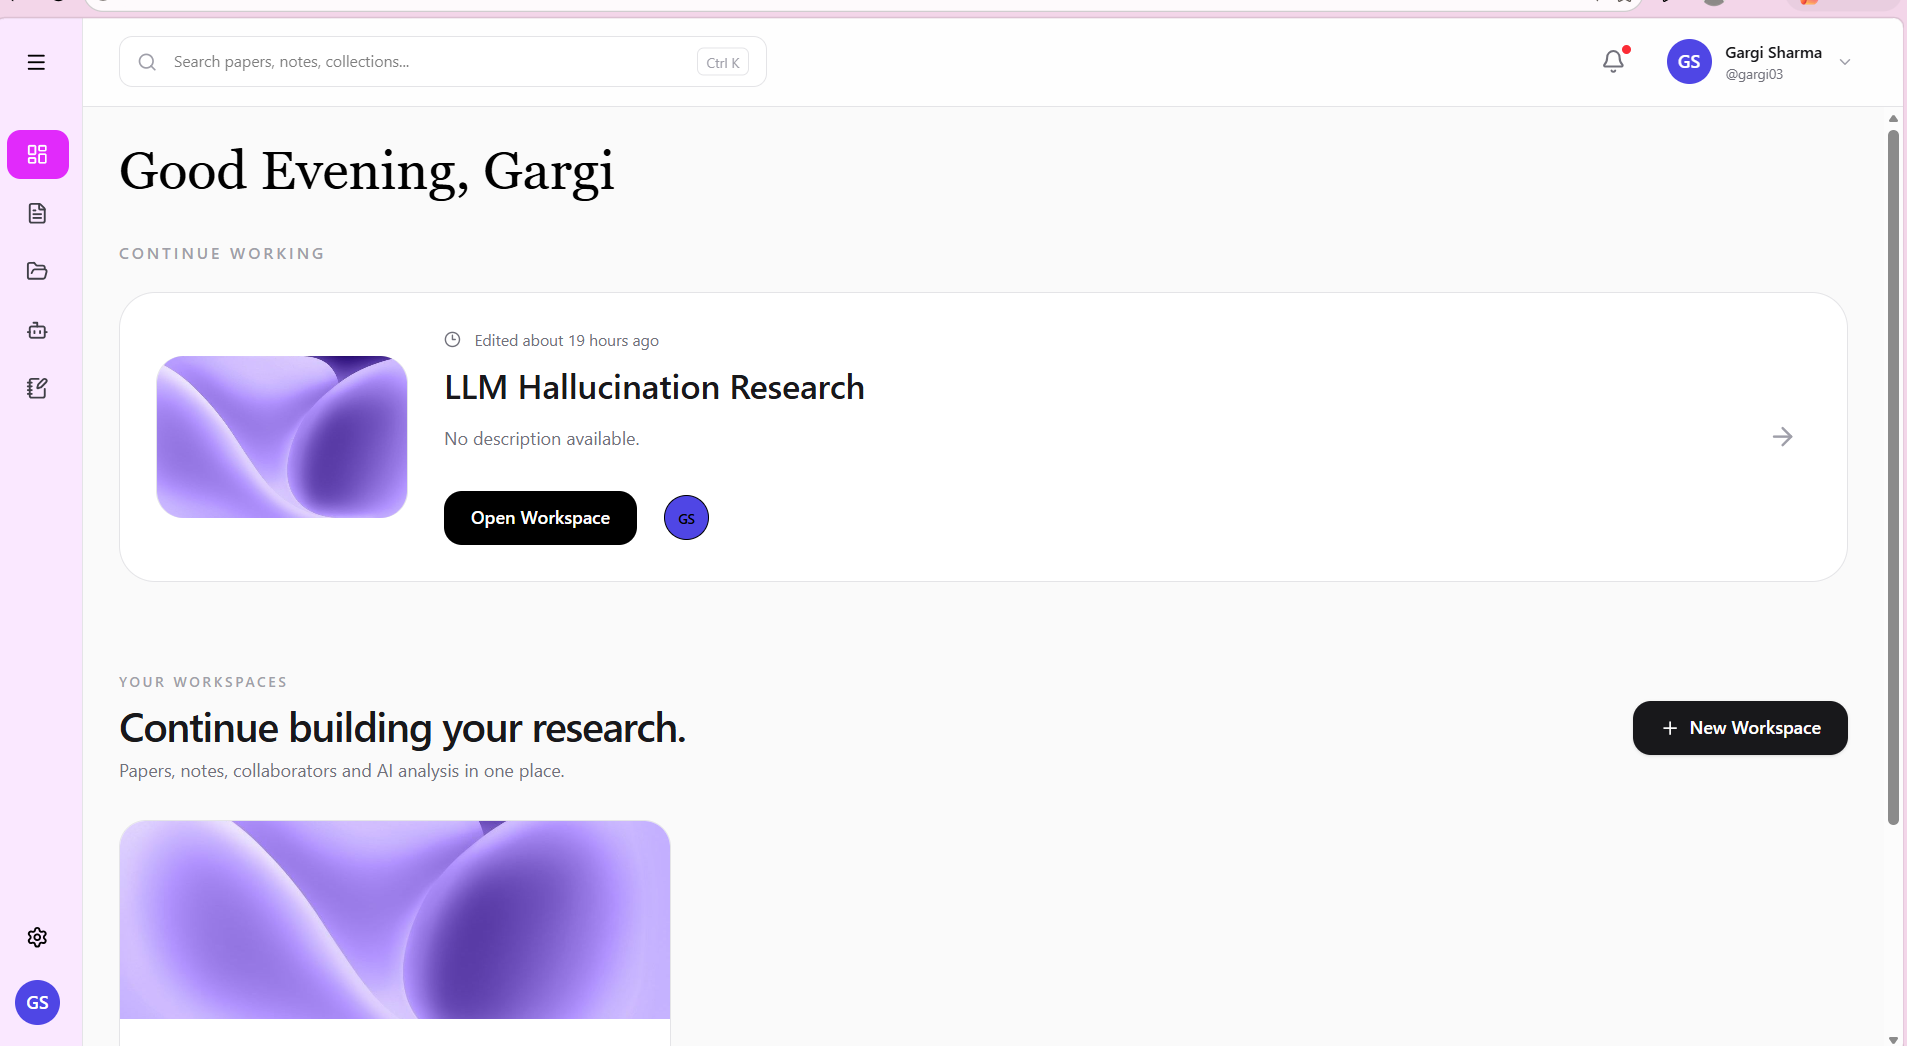 Search papers, notes, collections...
Ctrl K
GS
Gargi Sharma
@gargi03
Good Evening, Gargi
CONTINUE WORKING
Edited about 19 hours ago
LLM Hallucination Research
No description available.
Open Workspace
GS
YOUR WORKSPACES
Continue building your research.
+ New Workspace
Papers, notes, collaborators and AI analysis in one place.
GS